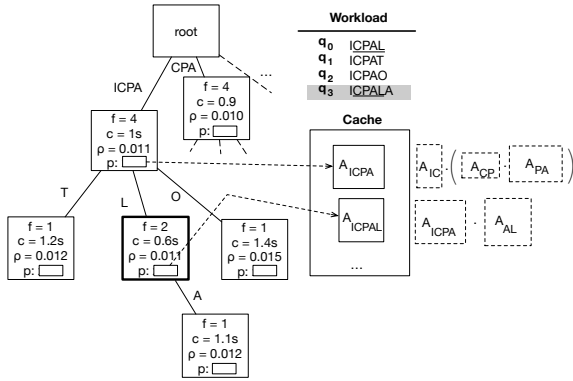 root
Workload
q0 ICPAL
q1 ICPAT
q2 ICPAO
q3 ICPALA
ICPA
CPA
...
f = 4
c = 0.9
ρ = 0.010
p:
f = 4
c = 1s
ρ = 0.011
p:
Cache
A_ICPA
A_IC · ( A_CP · A_PA )
A_ICPAL
A_ICPA · A_AL
...
T
L
O
f = 1
c = 1.2s
ρ = 0.012
p:
f = 2
c = 0.6s
ρ = 0.011
p:
f = 1
c = 1.4s
ρ = 0.015
p:
A
f = 1
c = 1.1s
ρ = 0.012
p: